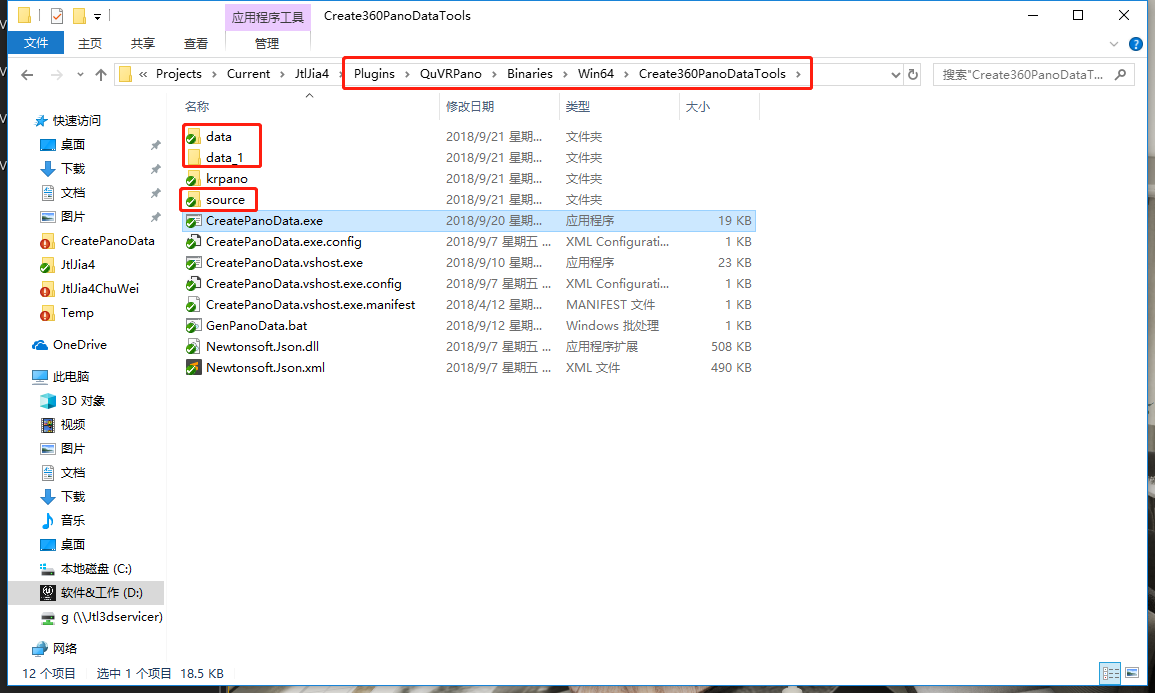 应用程序工具 Create360PanoDataTools
文件 主页 共享 查看 管理
« Projects › Current › JtlJia4 › Plugins › QuVRPano › Binaries › Win64 › Create360PanoDataTools › 搜索"Create360PanoDataT...
名称 修改日期 类型 大小
快速访问
桌面
下载
文档
图片
CreatePanoData
JtlJia4
JtlJia4ChuWei
Temp
OneDrive
此电脑
3D 对象
视频
图片
文档
下载
音乐
桌面
本地磁盘 (C:)
软件&工作 (D:)
g (\\Jtl3dservicer)
网络
data 2018/9/21 星期... 文件夹
data_1 2018/9/21 星期... 文件夹
krpano 2018/9/21 星期... 文件夹
source 2018/9/21 星期... 文件夹
CreatePanoData.exe 2018/9/20 星期... 应用程序 19 KB
CreatePanoData.exe.config 2018/9/7 星期五 ... XML Configurati... 1 KB
CreatePanoData.vshost.exe 2018/9/10 星期... 应用程序 23 KB
CreatePanoData.vshost.exe.config 2018/9/7 星期五 ... XML Configurati... 1 KB
CreatePanoData.vshost.exe.manifest 2018/4/12 星期... MANIFEST 文件 1 KB
GenPanoData.bat 2018/9/12 星期... Windows 批处理 1 KB
Newtonsoft.Json.dll 2018/9/7 星期五 ... 应用程序扩展 508 KB
Newtonsoft.Json.xml 2018/9/7 星期五 ... XML 文件 490 KB
12 个项目 选中 1 个项目 18.5 KB